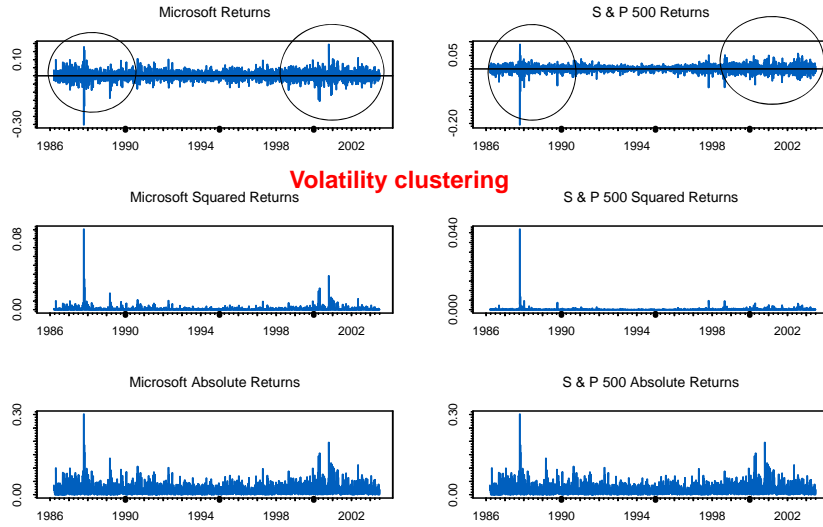 Microsoft Returns
S & P 500 Returns
0.10
-0.30
0.05
-0.20
1986 1990 1994 1998 2002
1986 1990 1994 1998 2002
Volatility clustering
Microsoft Squared Returns
S & P 500 Squared Returns
0.08
0.00
0.040
0.000
1986 1990 1994 1998 2002
1986 1990 1994 1998 2002
Microsoft Absolute Returns
S & P 500 Absolute Returns
0.30
0.00
0.30
0.00
1986 1990 1994 1998 2002
1986 1990 1994 1998 2002